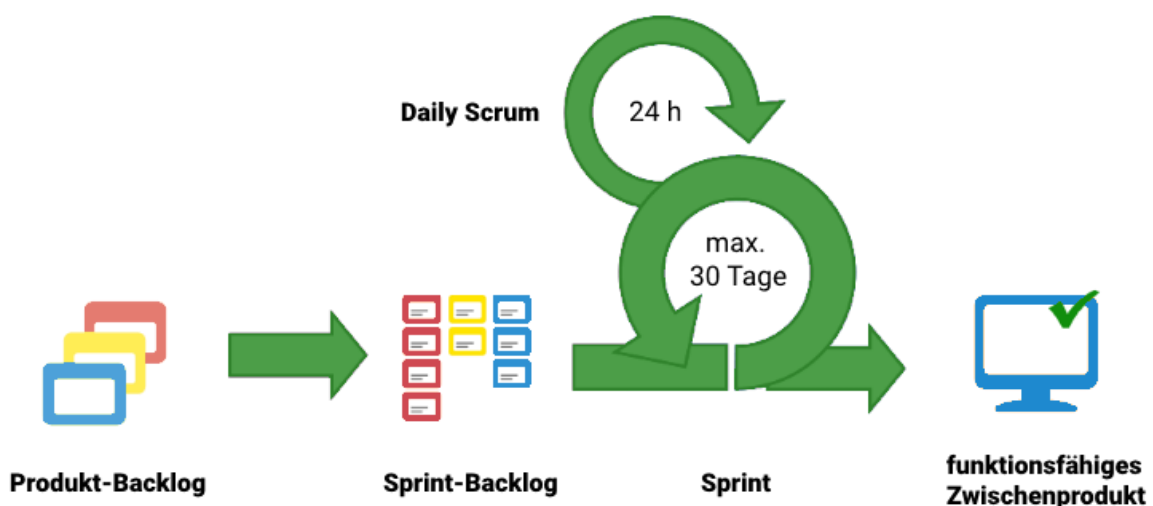 Daily Scrum
24 h
max.
30 Tage
Produkt-Backlog
Sprint-Backlog
Sprint
funktionsfähiges
Zwischenprodukt